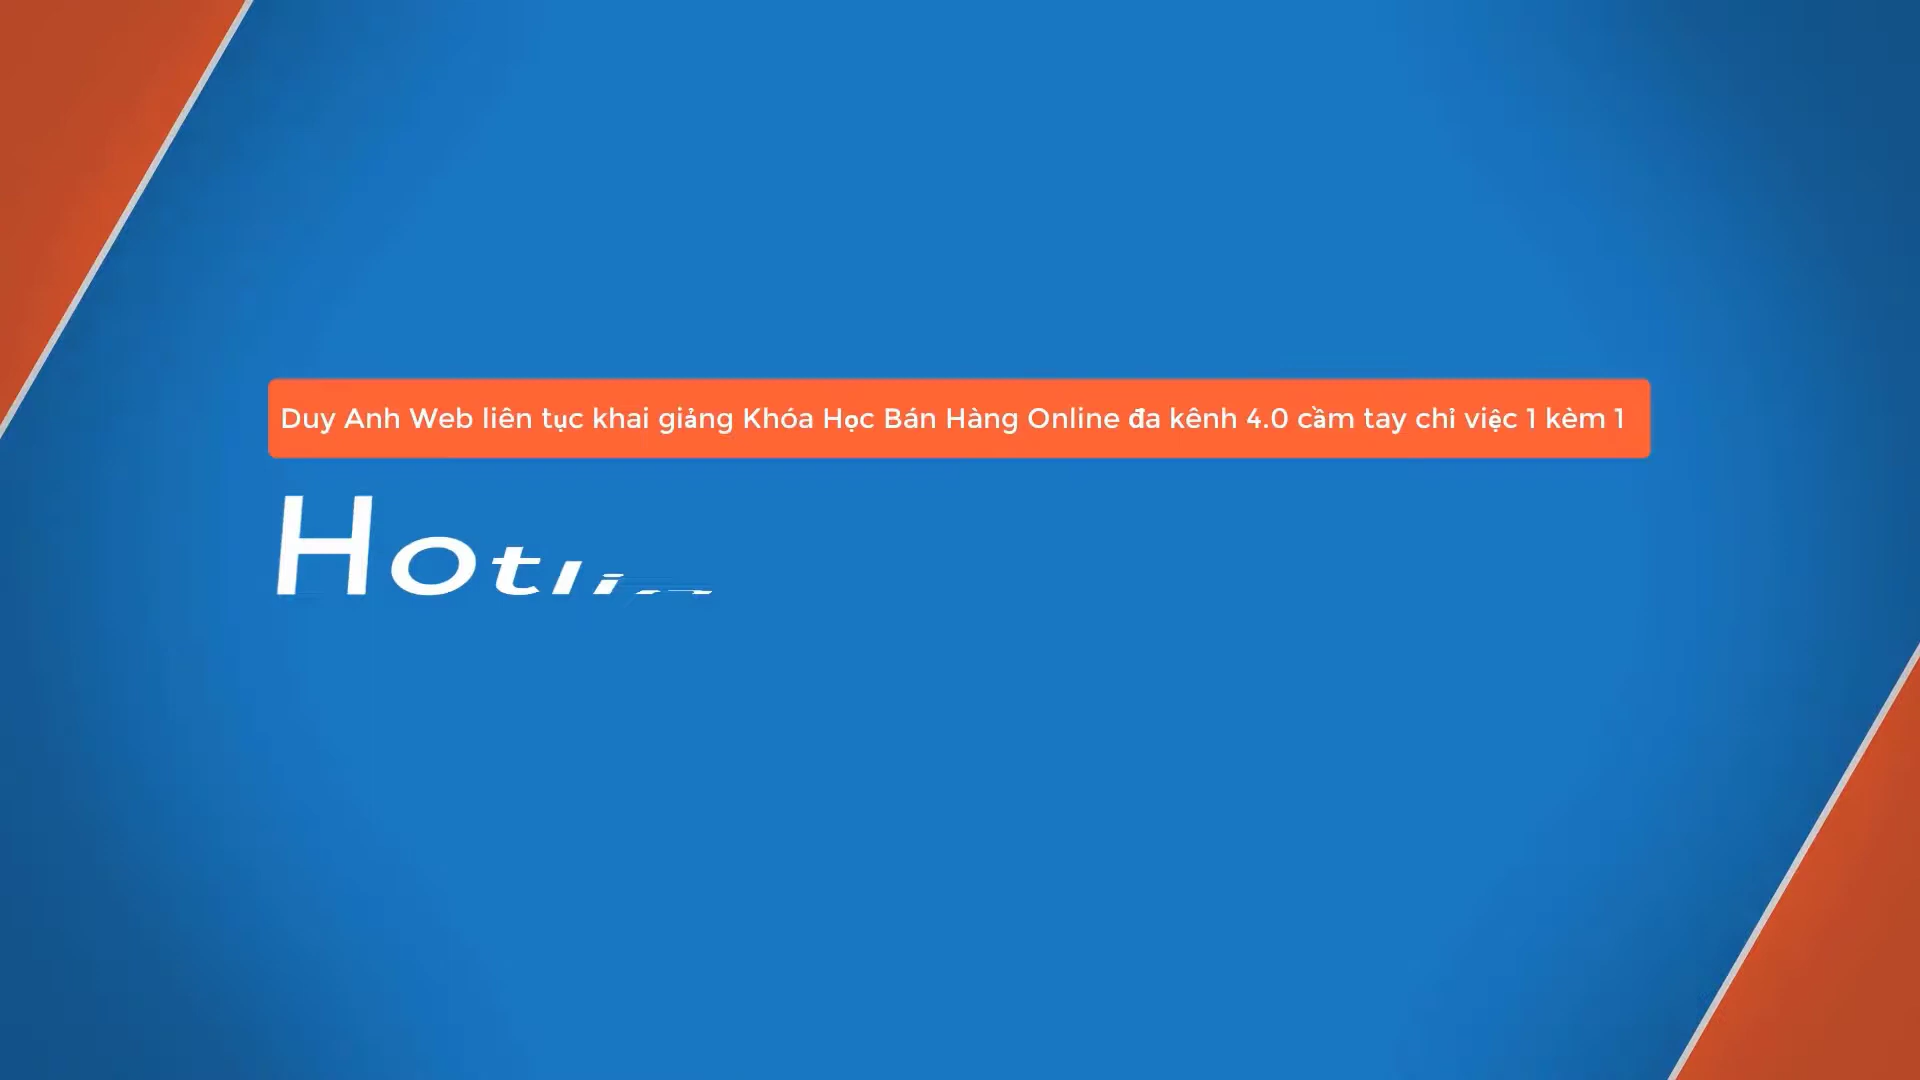 Duy Anh Web liên tục khai giảng Khóa Học Bán Hàng Online đa kênh 4.0 cầm tay chỉ việc 1 kèm 1